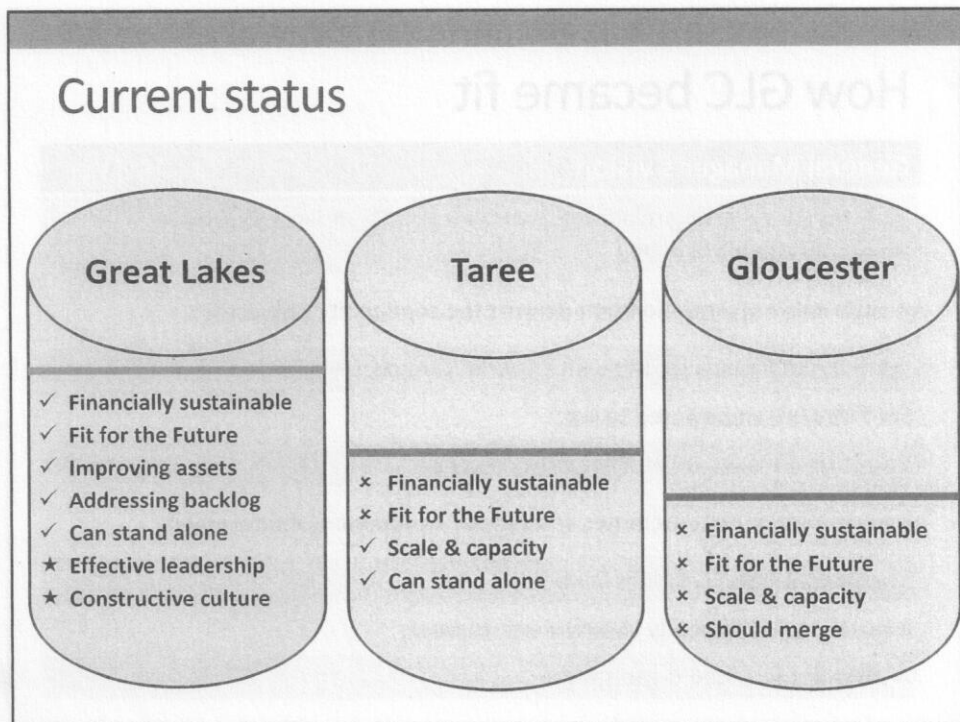 How GLC became fit
Current status
Great Lakes
✓ Financially sustainable
✓ Fit for the Future
✓ Improving assets
✓ Addressing backlog
✓ Can stand alone
★ Effective leadership
★ Constructive culture
Taree
× Financially sustainable
× Fit for the Future
✓ Scale & capacity
✓ Can stand alone
Gloucester
× Financially sustainable
× Fit for the Future
× Scale & capacity
× Should merge